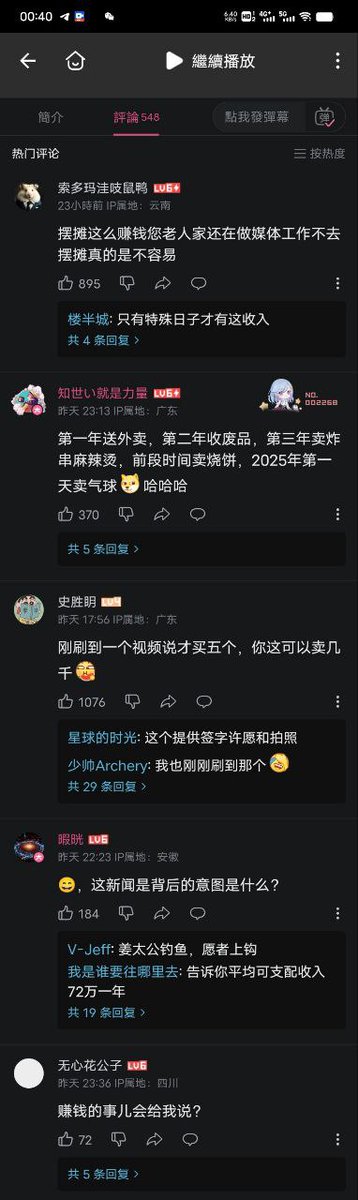 00:40
6.40 KB/s HD 4G 5G 40
繼續播放
簡介
評論 548
點我發彈幕
弹
热门评论
按热度
索多玛洼吱鼠鸭 LV6
23小時前 IP属地：云南
摆摊这么赚钱您老人家还在做媒体工作不去
摆摊真的是不容易
895
楼半城: 只有特殊日子才有这收入
共 4 条回复 >
知世い就是力量 LV6
NO.
002268
昨天 23:13 IP属地：广东
第一年送外卖，第二年收废品，第三年卖炸
串麻辣烫，前段时间卖烧饼，2025年第一
天卖气球 哈哈哈
370
共 5 条回复 >
史胜眀 LV4
昨天 17:56 IP属地：广东
刚刷到一个视频说才买五个，你这可以卖几
千
1076
星球的时光: 这个提供签字许愿和拍照
少帅Archery: 我也刚刚刷到那个
共 29 条回复 >
暇晄 LV6
昨天 22:23 IP属地：安徽
😄，这新闻是背后的意图是什么？
184
V-Jeff: 姜太公钓鱼，愿者上钩
我是谁要往哪里去: 告诉你平均可支配收入
72万一年
共 19 条回复 >
无心花公子 LV6
昨天 23:36 IP属地：四川
赚钱的事儿会给我说？
72
共 5 条回复 >